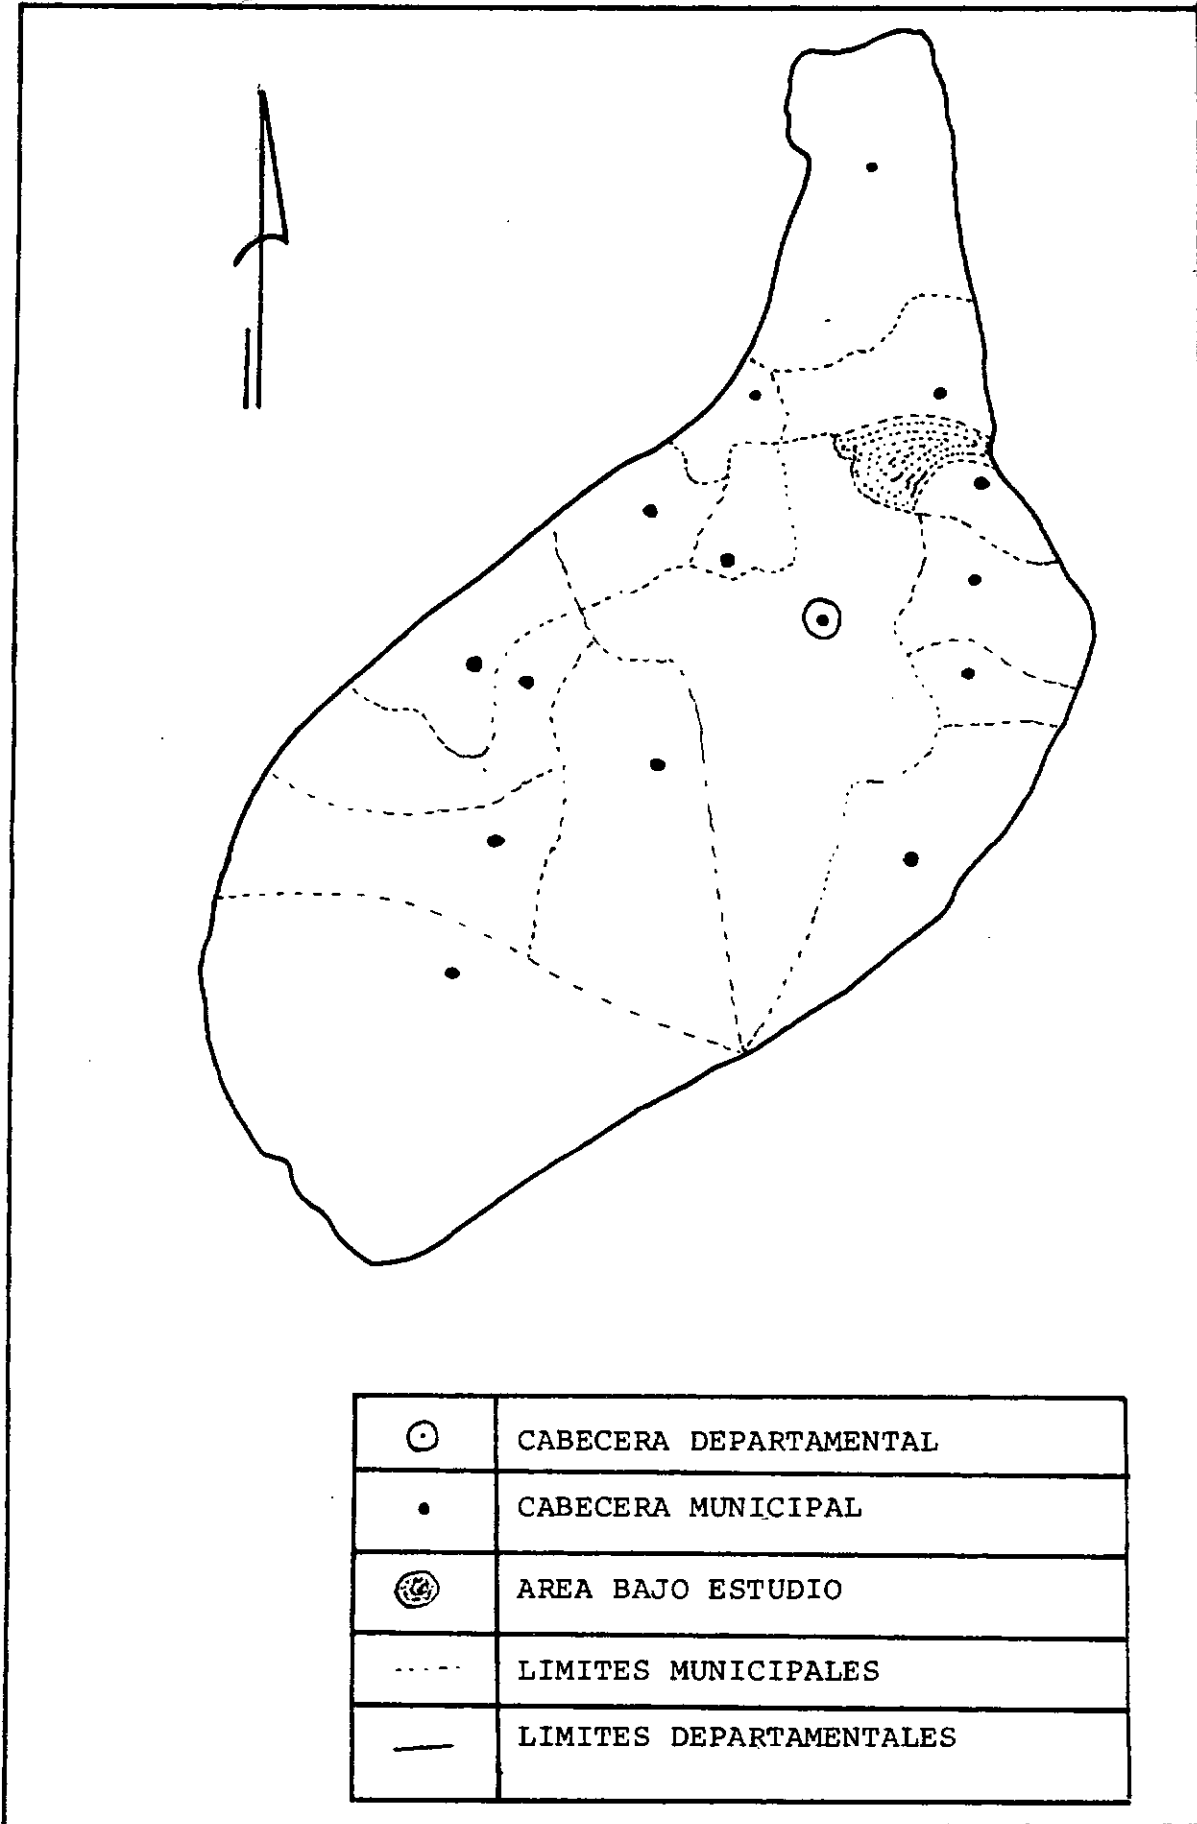 CABECERA DEPARTAMENTAL
CABECERA MUNICIPAL
AREA BAJO ESTUDIO
LIMITES MUNICIPALES
LIMITES DEPARTAMENTALES